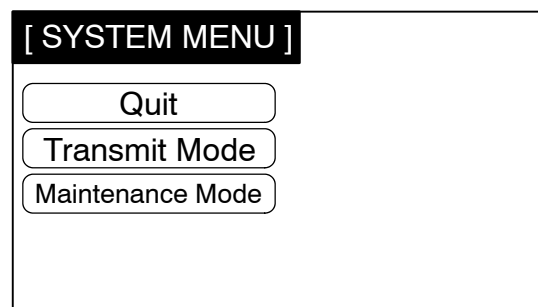 [ SYSTEM MENU ]
Quit
Transmit Mode
Maintenance Mode